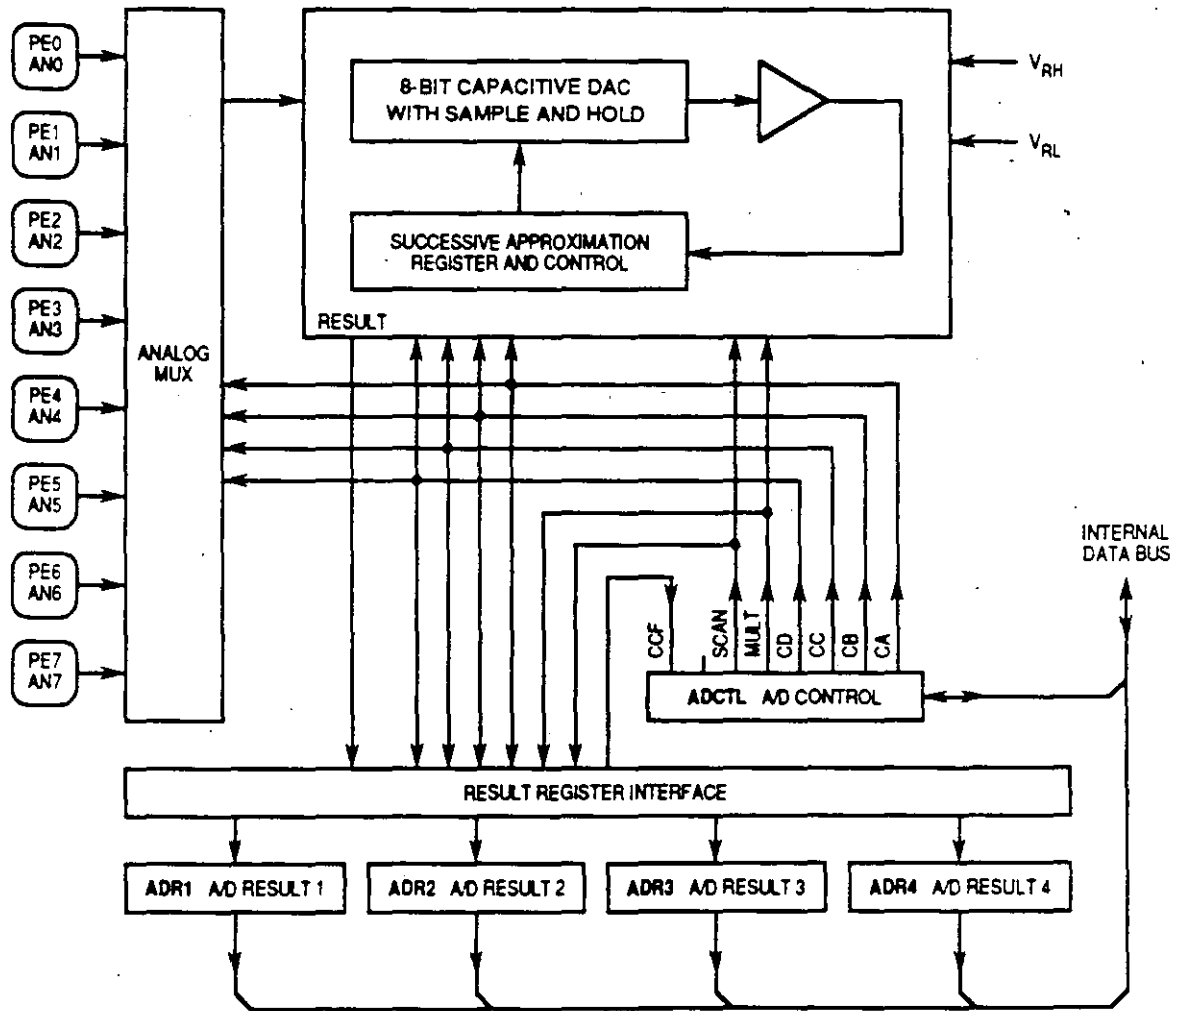 PE0
AN0
PE1
AN1
PE2
AN2
PE3
AN3
PE4
AN4
PE5
AN5
PE6
AN6
PE7
AN7
ANALOG
MUX
8-BIT CAPACITIVE DAC
WITH SAMPLE AND HOLD
SUCCESSIVE APPROXIMATION
REGISTER AND CONTROL
RESULT
VRH
VRL
INTERNAL
DATA BUS
CCF
SCAN
MULT
CD
CC
CB
CA
ADCTL A/D CONTROL
RESULT REGISTER INTERFACE
ADR1 A/D RESULT 1
ADR2 A/D RESULT 2
ADR3 A/D RESULT 3
ADR4 A/D RESULT 4